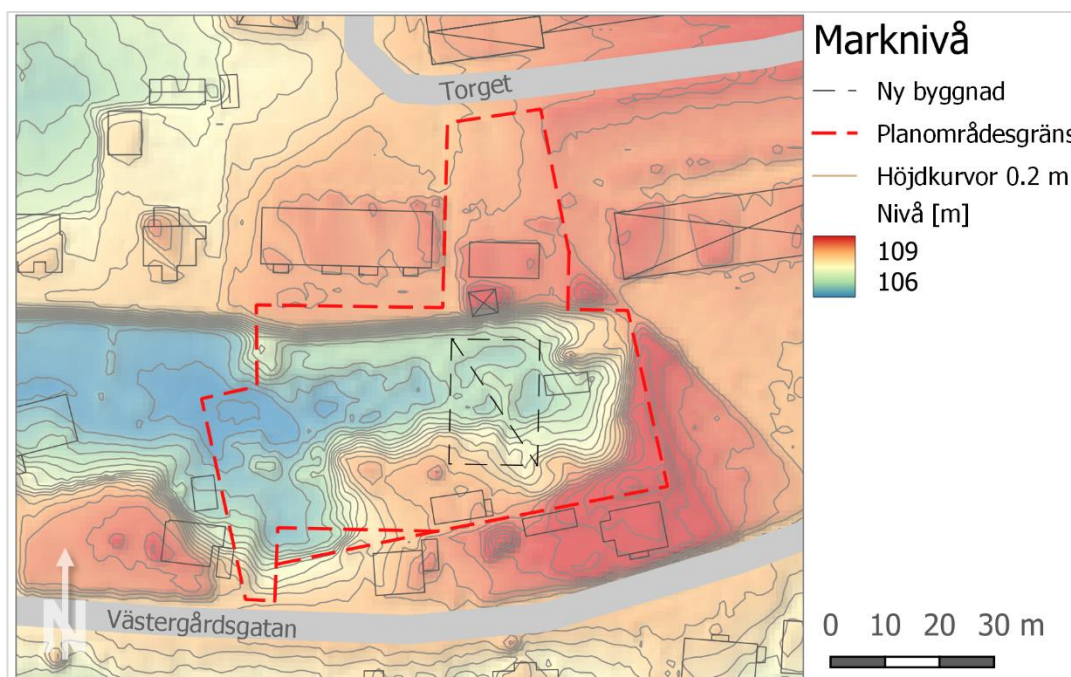 Torget
Västergårdsgatan
N
Marknivå
Ny byggnad
Planområdesgräns
Höjdkurvor 0.2 m
Nivå [m]
109
106
0 10 20 30 m